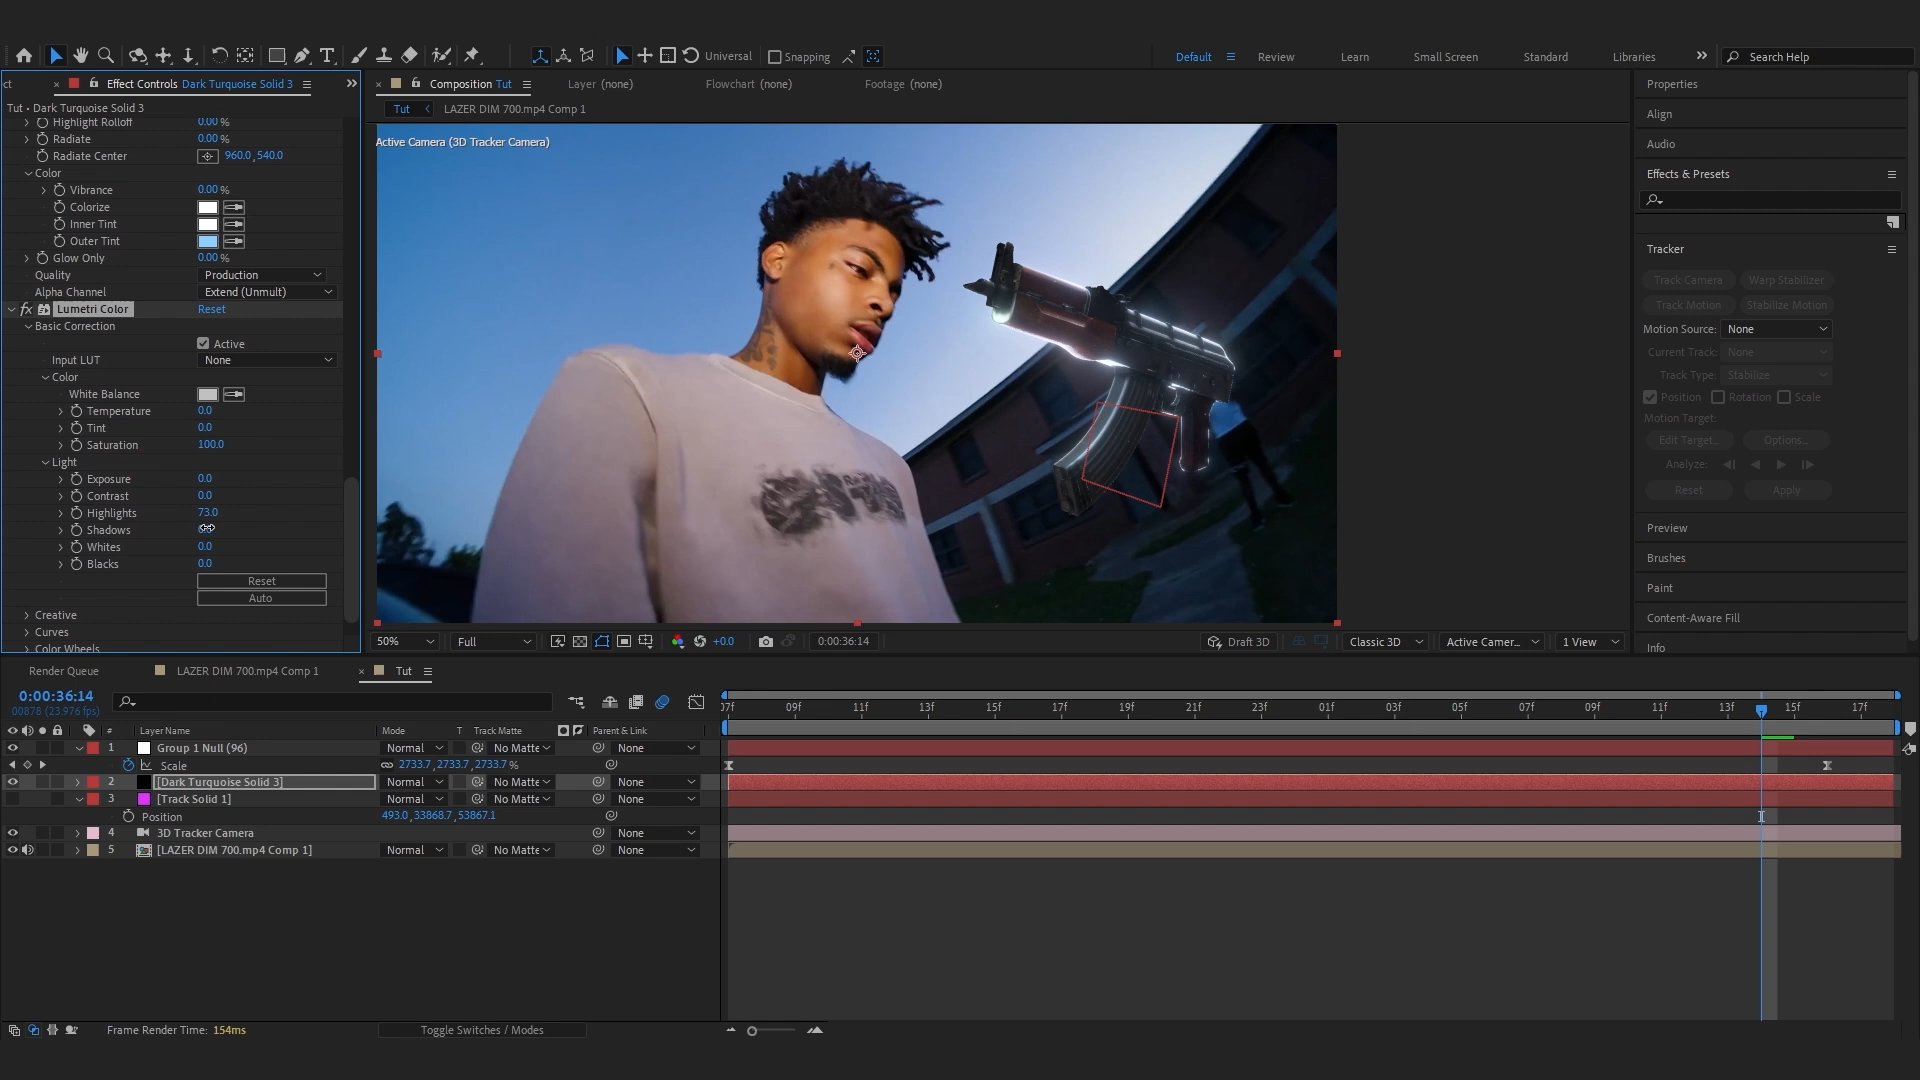 Universal
Snapping
Default
Review
Learn
Small Screen
Standard
Libraries
Search Help
ct
Effect Controls Dark Turquoise Solid 3
Composition Tut
Layer (none)
Flowchart (none)
Footage (none)
Properties
Tut • Dark Turquoise Solid 3
Tut
LAZER DIM 700.mp4 Comp 1
Align
Audio
Effects & Presets
Tracker
Track Camera
Warp Stabilizer
Track Motion
Stabilize Motion
Motion Source: None
Current Track: None
Track Type: Stabilize
Position
Rotation
Scale
Motion Target:
Edit Target...
Options...
Analyze:
Reset
Apply
Preview
Brushes
Paint
Content-Aware Fill
Info
Highlight Rolloff 0.00 %
Radiate 0.00 %
Radiate Center 960.0, 540.0
Color
Vibrance 0.00 %
Colorize
Inner Tint
Outer Tint
Glow Only 0.00 %
Quality Production
Alpha Channel Extend (Unmult)
fx Lumetri Color Reset
Basic Correction
Active
Input LUT None
Color
White Balance
Temperature 0.0
Tint 0.0
Saturation 100.0
Light
Exposure 0.0
Contrast 0.0
Highlights 73.0
Shadows
Whites 0.0
Blacks 0.0
Reset
Auto
Creative
Curves
Color Wheels
Active Camera (3D Tracker Camera)
50%
Full
+0.0
0:00:36:14
Draft 3D
Classic 3D
Active Camer...
1 View
Render Queue
LAZER DIM 700.mp4 Comp 1
Tut
0:00:36:14
00878 (23.976 fps)
07f 09f 11f 13f 15f 17f 19f 21f 23f 01f 03f 05f 07f 09f 11f 13f 15f 17f
# Layer Name Mode T Track Matte Parent & Link
1 Group 1 Null (96) Normal No Matte None
Scale 2733.7, 2733.7, 2733.7 %
2 [Dark Turquoise Solid 3] Normal No Matte None
3 [Track Solid 1] Normal No Matte None
Position 493.0, 33868.7, 53867.1
4 3D Tracker Camera None
5 [LAZER DIM 700.mp4 Comp 1] Normal No Matte None
Frame Render Time: 154ms
Toggle Switches / Modes